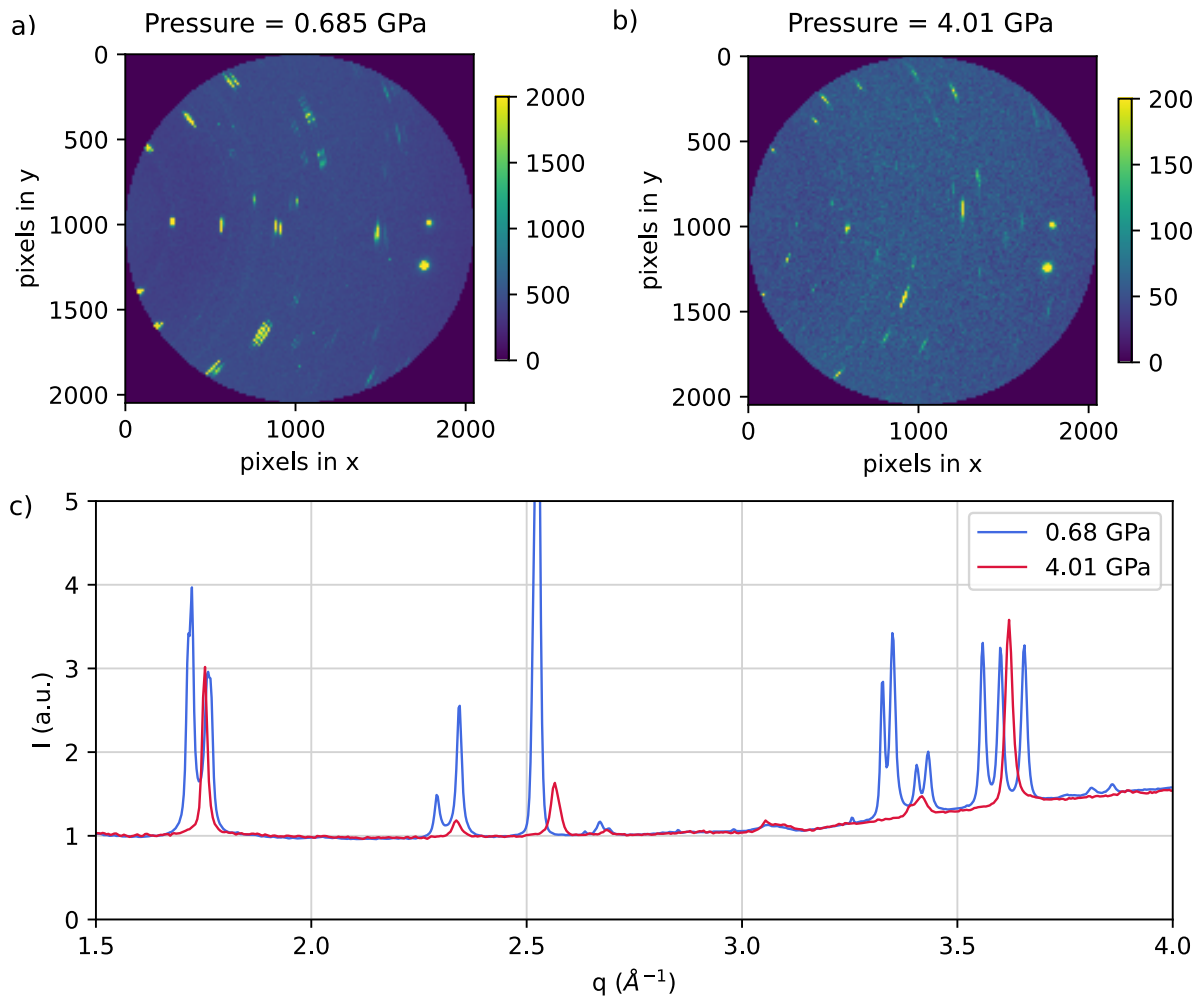 a)
Pressure = 0.685 GPa
0
500
1000
1500
2000
pixels in y
0 1000 2000
pixels in x
2000
1500
1000
500
0
b)
Pressure = 4.01 GPa
0
500
1000
1500
2000
pixels in y
0 1000 2000
pixels in x
200
150
100
50
0
c)
5
4
3
2
1
0
I (a.u.)
0.68 GPa
4.01 GPa
1.5 2.0 2.5 3.0 3.5 4.0
q (Å⁻¹)